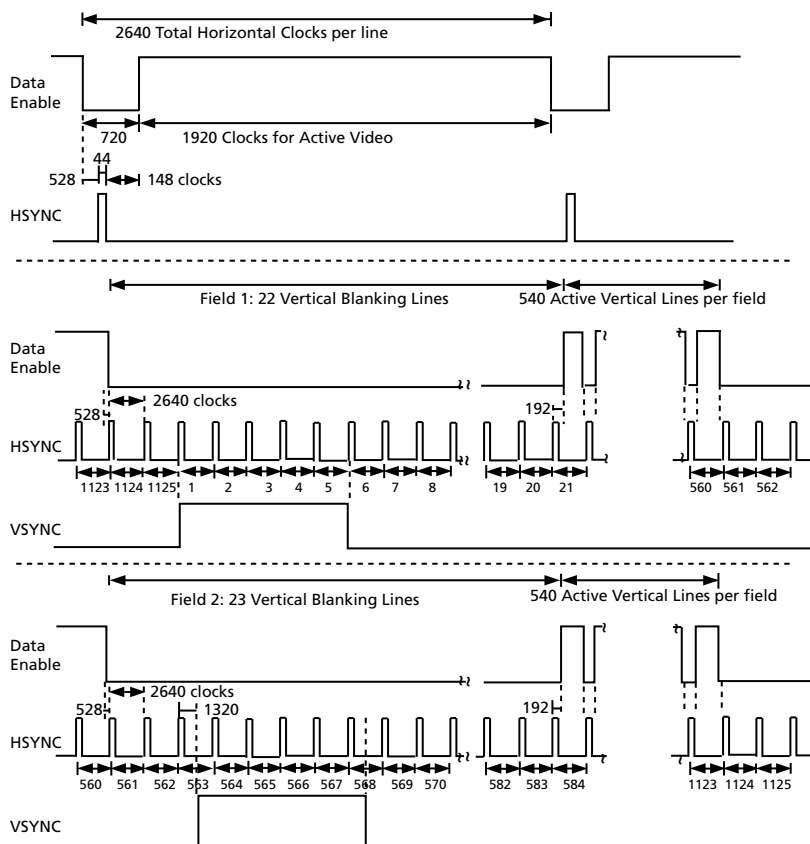 2640 Total Horizontal Clocks per line
Data
Enable
720
1920 Clocks for Active Video
44
528
148 clocks
HSYNC
Field 1: 22 Vertical Blanking Lines
540 Active Vertical Lines per field
Data
Enable
2640 clocks
528
192
HSYNC
1123 1124 1125 1 2 3 4 5 6 7 8 19 20 21 560 561 562
VSYNC
Field 2: 23 Vertical Blanking Lines
540 Active Vertical Lines per field
Data
Enable
2640 clocks
528
1320
192
HSYNC
560 561 562 563 564 565 566 567 568 569 570 582 583 584 1123 1124 1125
VSYNC